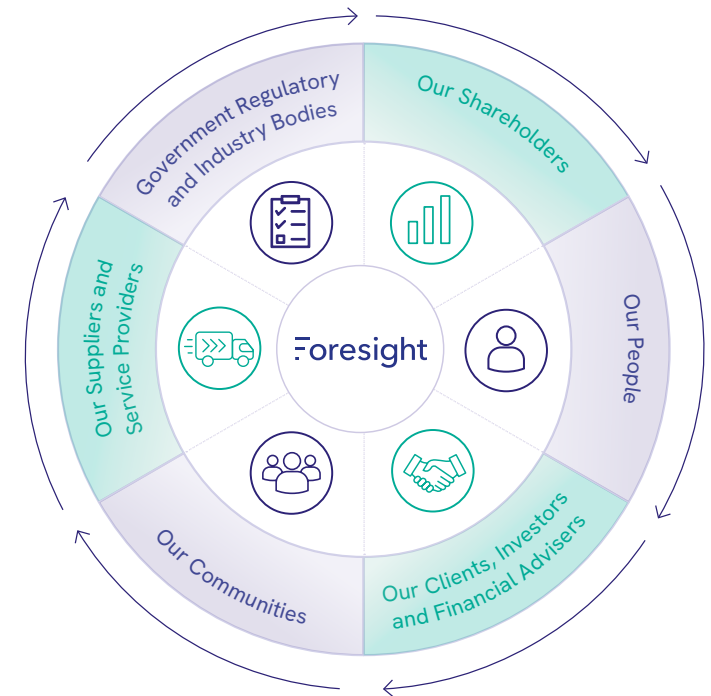 Government Regulatory
and Industry Bodies
Our Shareholders
Our People
Our Clients, Investors
and Financial Advisers
Our Communities
Our Suppliers and
Service Providers
Foresight